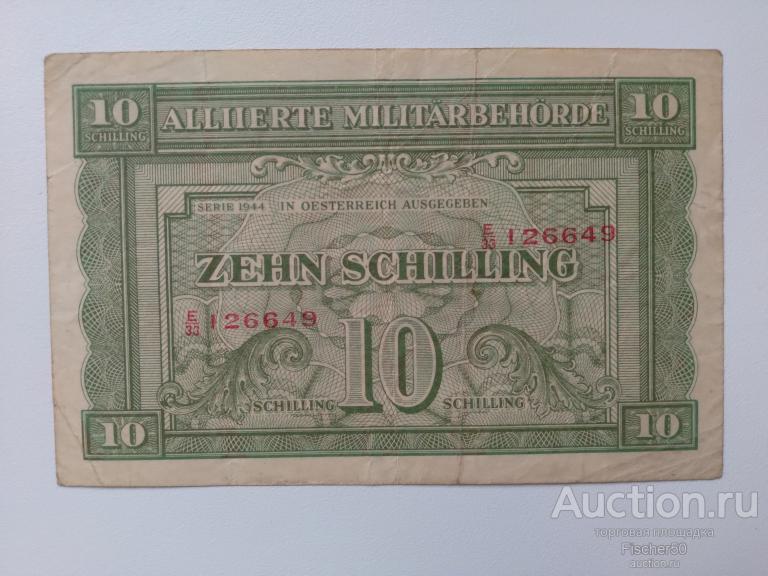 10 ALLIIERTE MILITÄRBEHÖRDE 10
SCHILLING SCHILLING
SERIE 1944 IN OESTERREICH AUSGEGEBEN
E/33 126649
ZEHN SCHILLING
E/33 126649
10
SCHILLING SCHILLING
10 10
Auction.ru
торговая площадка
Fischer50
auction.ru